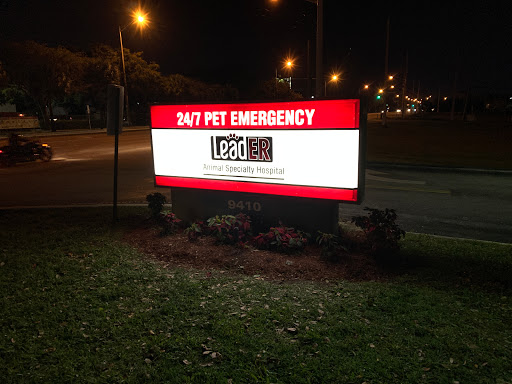 24/7 PET EMERGENCY
LeadER
Animal Specialty Hospital
9410